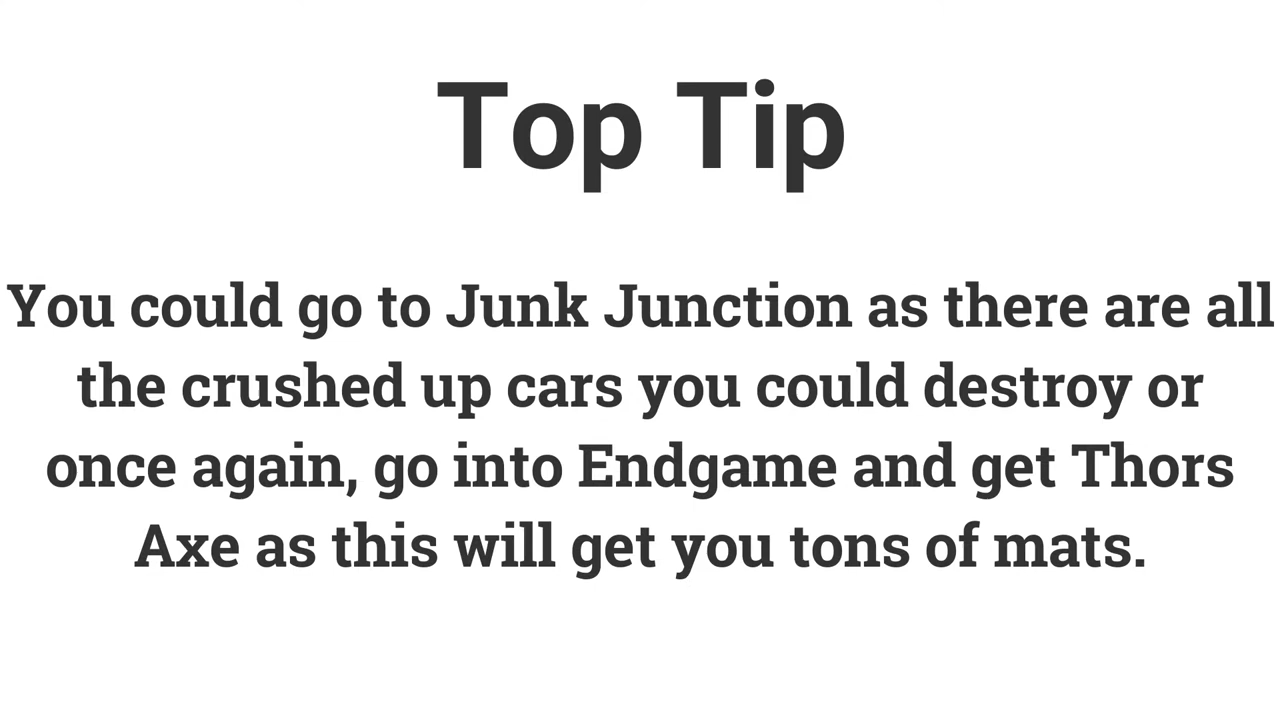 Top Tip
You could go to Junk Junction as there are all
the crushed up cars you could destroy or
once again, go into Endgame and get Thors
Axe as this will get you tons of mats.